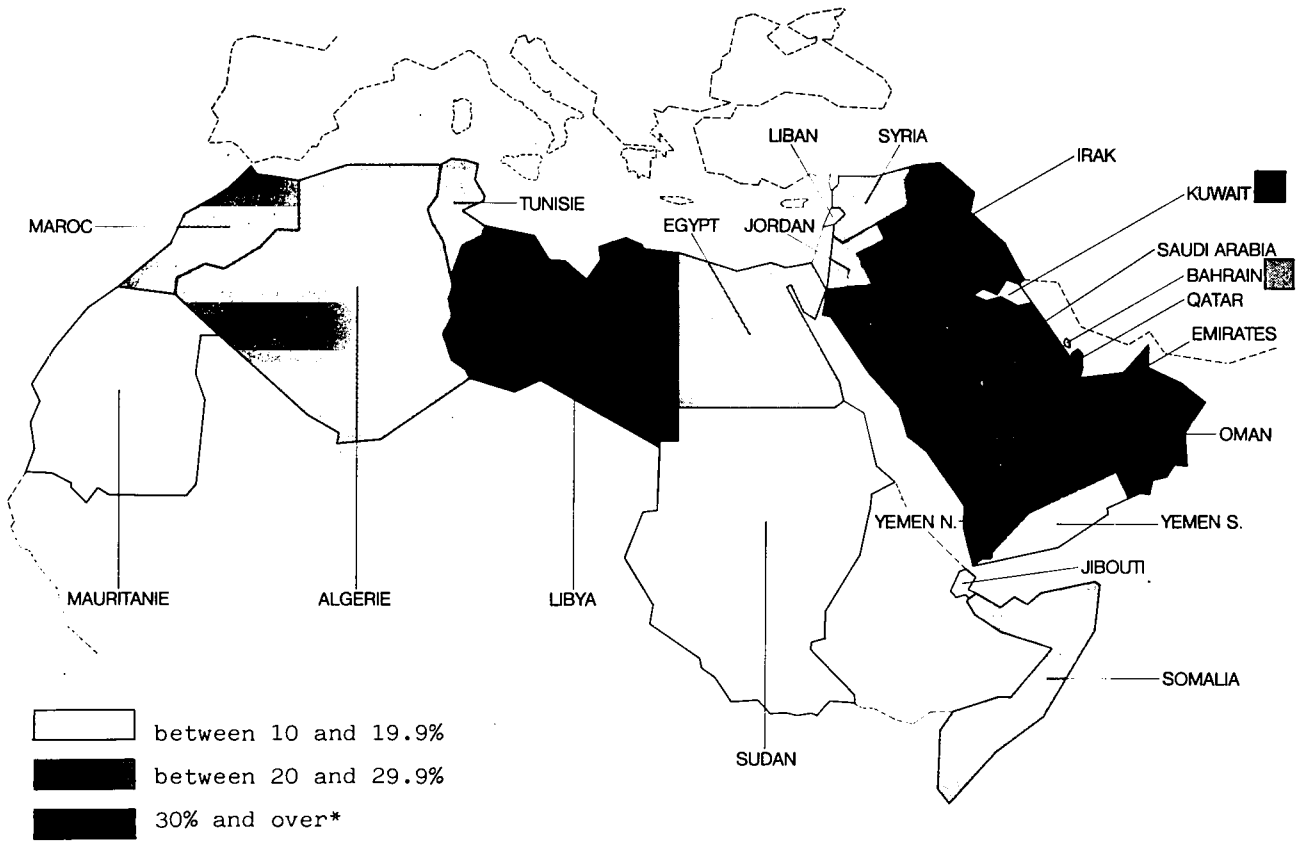 LIBAN
SYRIA
IRAK
KUWAIT
MAROC
TUNISIE
EGYPT
JORDAN
SAUDI ARABIA
BAHRAIN
QATAR
EMIRATES
OMAN
YEMEN N.
YEMEN S.
JIBOUTI
MAURITANIE
ALGERIE
LIBYA
SOMALIA
SUDAN
between 10 and 19.9%
between 20 and 29.9%
30% and over*